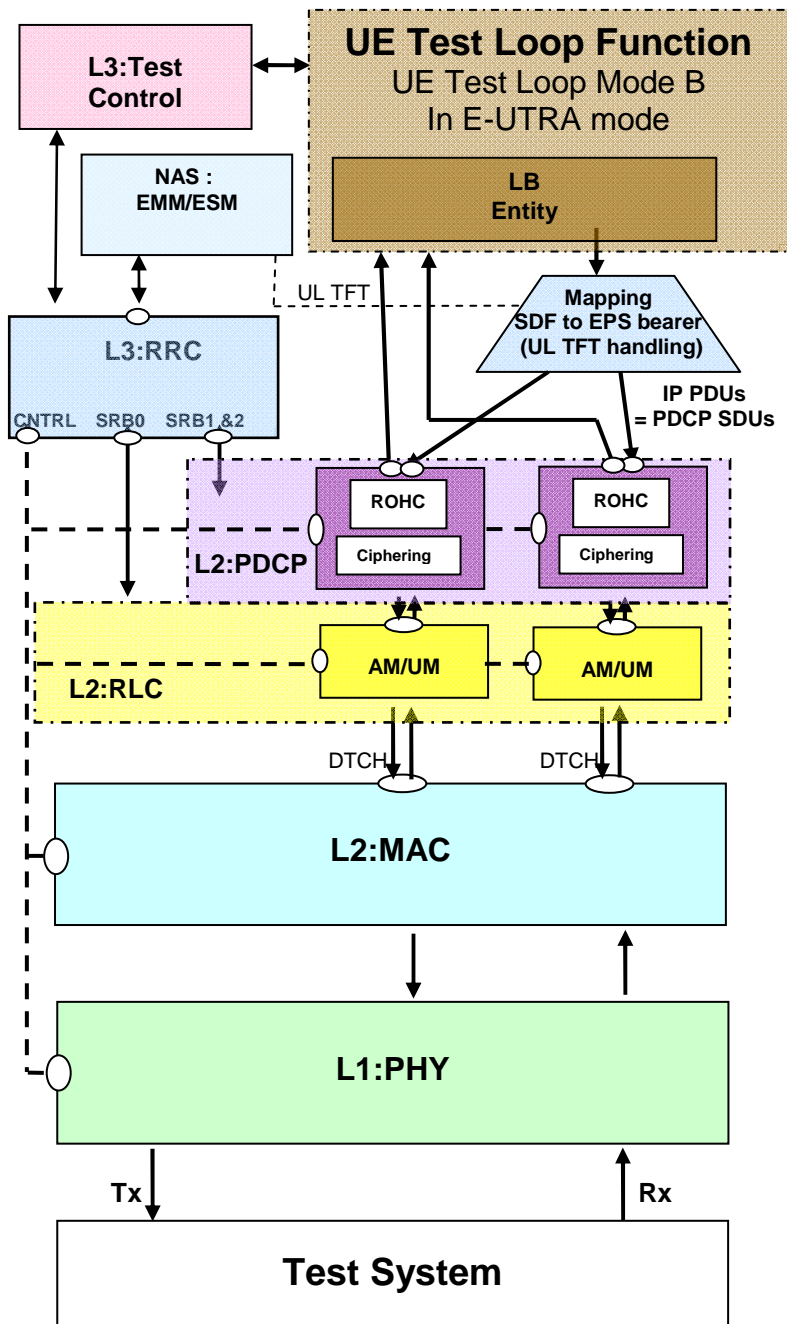 UE Test Loop Function
UE Test Loop Mode B
In E-UTRA mode
L3:Test
Control
NAS :
EMM/ESM
LB
Entity
UL TFT
Mapping
SDF to EPS bearer
(UL TFT handling)
L3:RRC
CNTRL SRB0 SRB1 &2
IP PDUs
= PDCP SDUs
ROHC
Ciphering
ROHC
Ciphering
L2:PDCP
AM/UM
AM/UM
L2:RLC
DTCH
DTCH
L2:MAC
L1:PHY
Tx
Rx
Test System